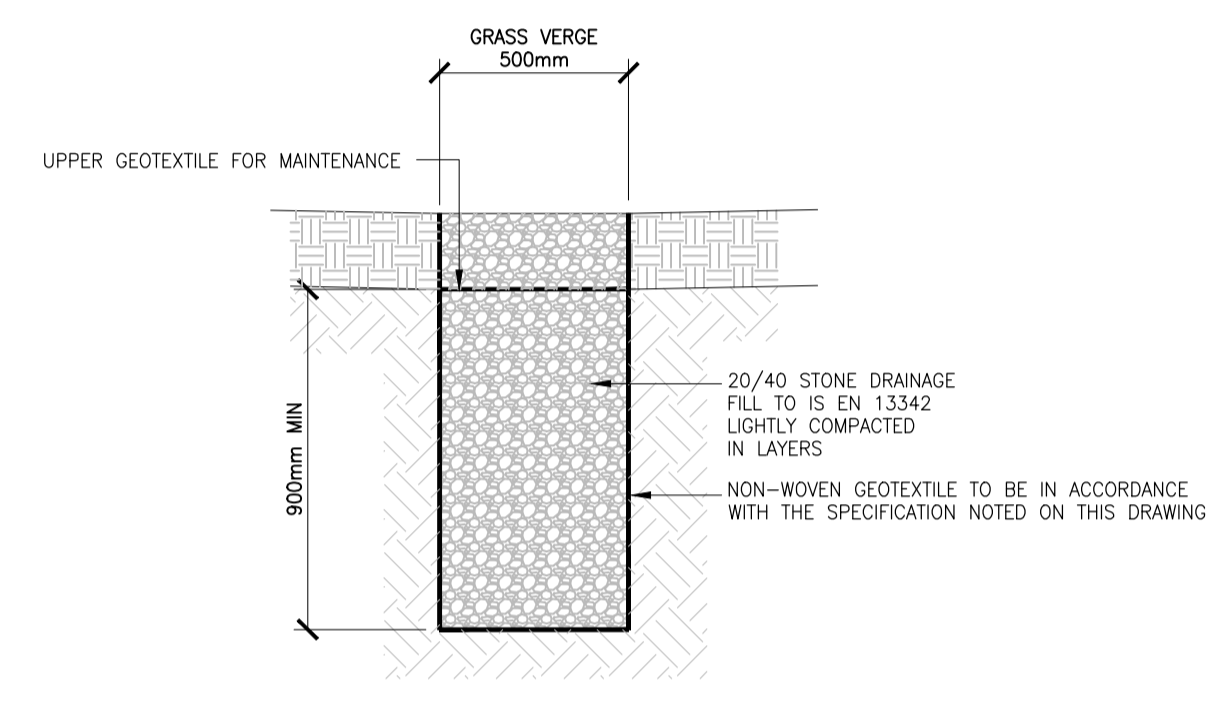 GRASS VERGE
500mm
UPPER GEOTEXTILE FOR MAINTENANCE
900mm MIN
20/40 STONE DRAINAGE
FILL TO IS EN 13342
LIGHTLY COMPACTED
IN LAYERS
NON-WOVEN GEOTEXTILE TO BE IN ACCORDANCE
WITH THE SPECIFICATION NOTED ON THIS DRAWING